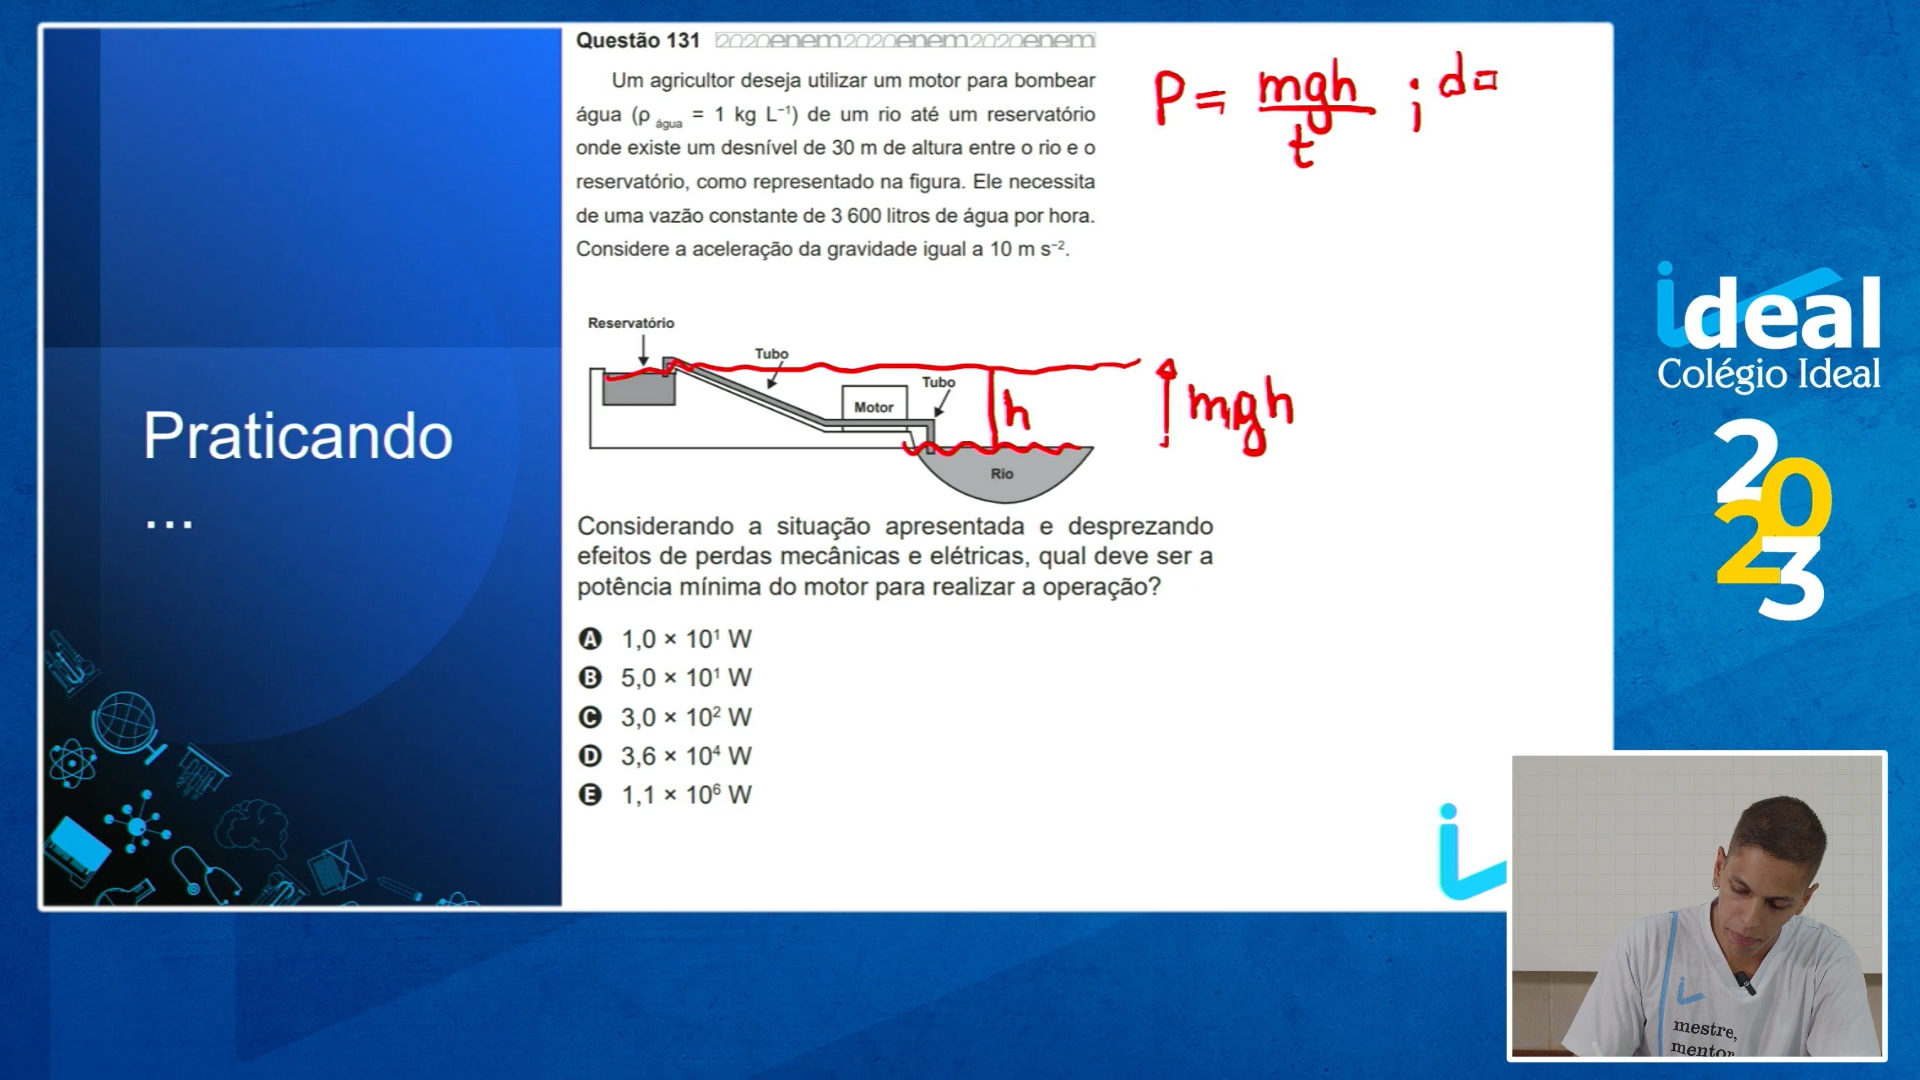 Praticando
...
Questão 131 2020enem2020enem2020enem
Um agricultor deseja utilizar um motor para bombear
água (ρ água = 1 kg L⁻¹) de um rio até um reservatório
onde existe um desnível de 30 m de altura entre o rio e o
reservatório, como representado na figura. Ele necessita
de uma vazão constante de 3 600 litros de água por hora.
Considere a aceleração da gravidade igual a 10 m s⁻².
P = mgh / t ; d=
Reservatório
Tubo
Tubo
Motor
h
mgh
Rio
Considerando a situação apresentada e desprezando
efeitos de perdas mecânicas e elétricas, qual deve ser a
potência mínima do motor para realizar a operação?
A 1,0 × 10¹ W
B 5,0 × 10¹ W
C 3,0 × 10² W
D 3,6 × 10⁴ W
E 1,1 × 10⁶ W
ideal
Colégio Ideal
2023
mestre,
mentor